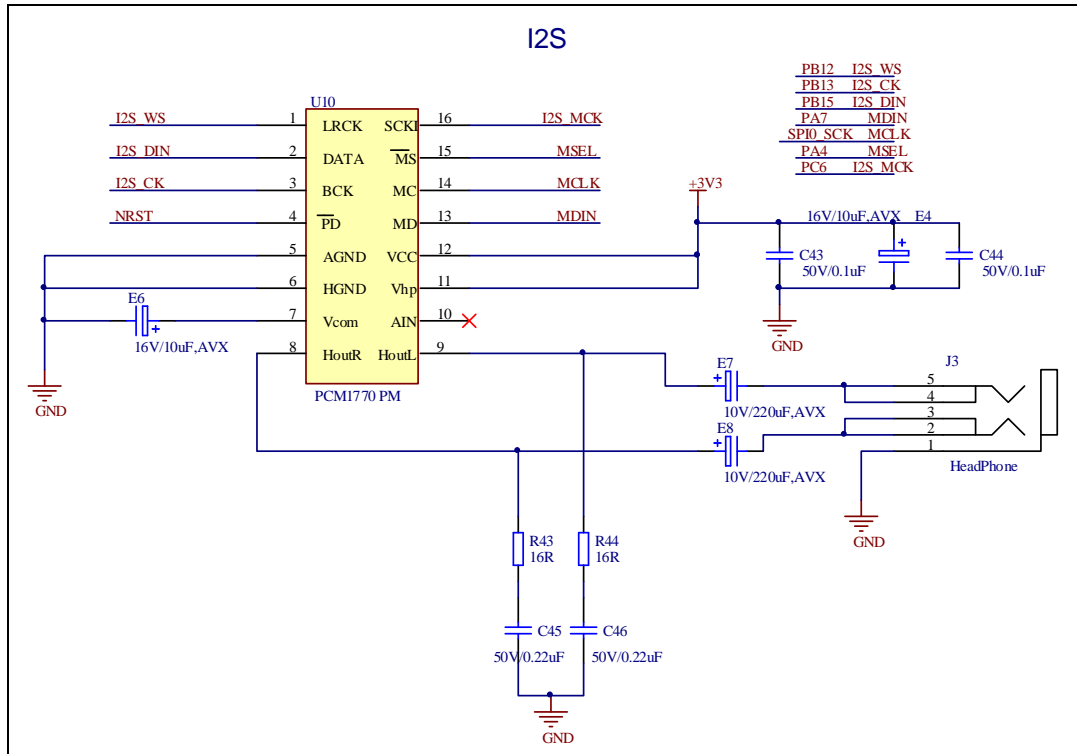 I2S
PB12 I2S_WS
PB13 I2S_CK
PB15 I2S_DIN
PA7 MDIN
SPI0_SCK MCLK
PA4 MSEL
PC6 I2S_MCK
U10
I2S_WS 1 LRCK SCKI 16 I2S_MCK
I2S_DIN 2 DATA MS 15 MSEL
I2S_CK 3 BCK MC 14 MCLK
NRST 4 PD MD 13 MDIN
5 AGND VCC 12
6 HGND Vhp 11
7 Vcom AIN 10
8 HoutR HoutL 9
PCM1770 PM
+3V3
16V/10uF,AVX E4
C43
50V/0.1uF
C44
50V/0.1uF
GND
E6
16V/10uF,AVX
GND
E7
10V/220uF,AVX
E8
10V/220uF,AVX
J3
5
4
3
2
1
HeadPhone
GND
R43
16R
R44
16R
C45
50V/0.22uF
C46
50V/0.22uF
GND